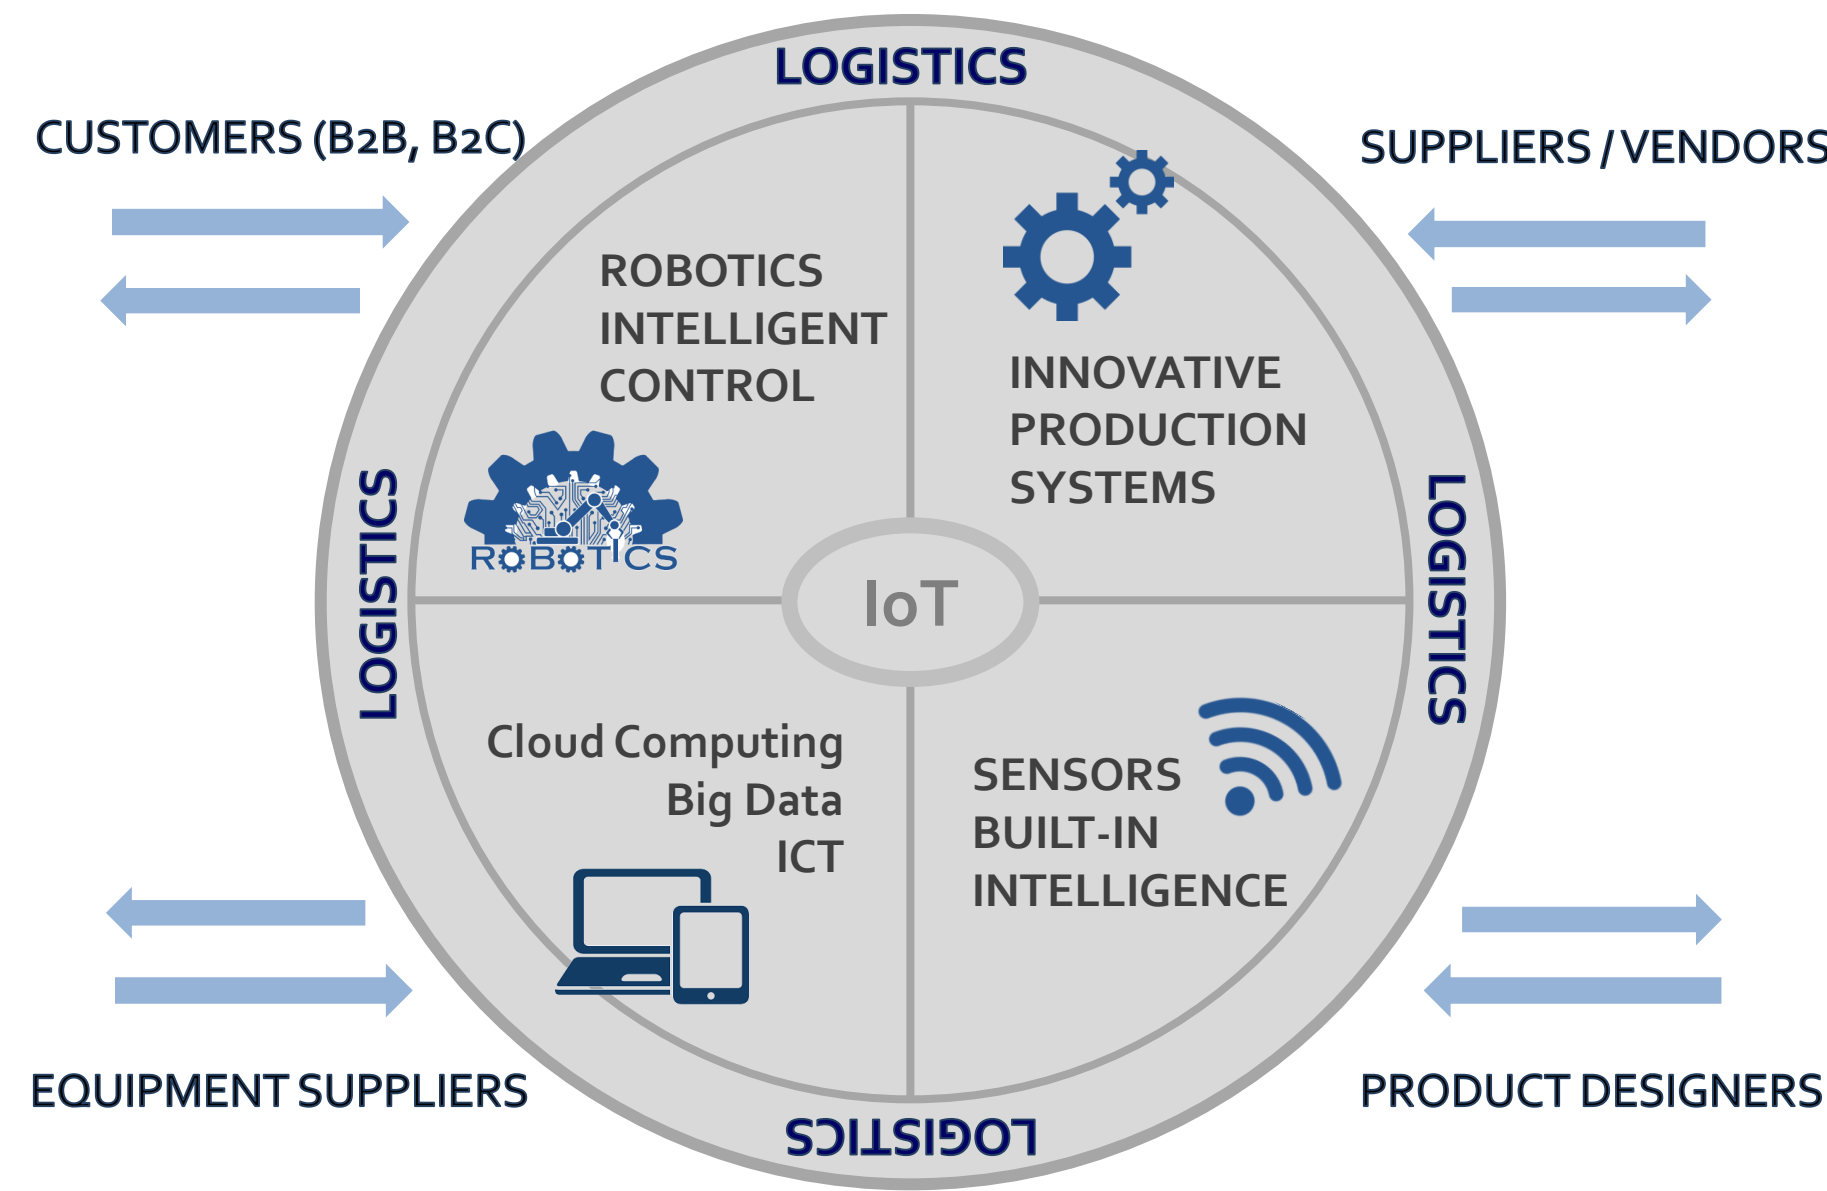 LOGISTICS
CUSTOMERS (B2B, B2C)
SUPPLIERS / VENDORS
ROBOTICS
INTELLIGENT
CONTROL
INNOVATIVE
PRODUCTION
SYSTEMS
LOGISTICS
ROBOTICS
IoT
LOGISTICS
Cloud Computing
Big Data
ICT
SENSORS
BUILT-IN
INTELLIGENCE
EQUIPMENT SUPPLIERS
PRODUCT DESIGNERS
LOGISTICS